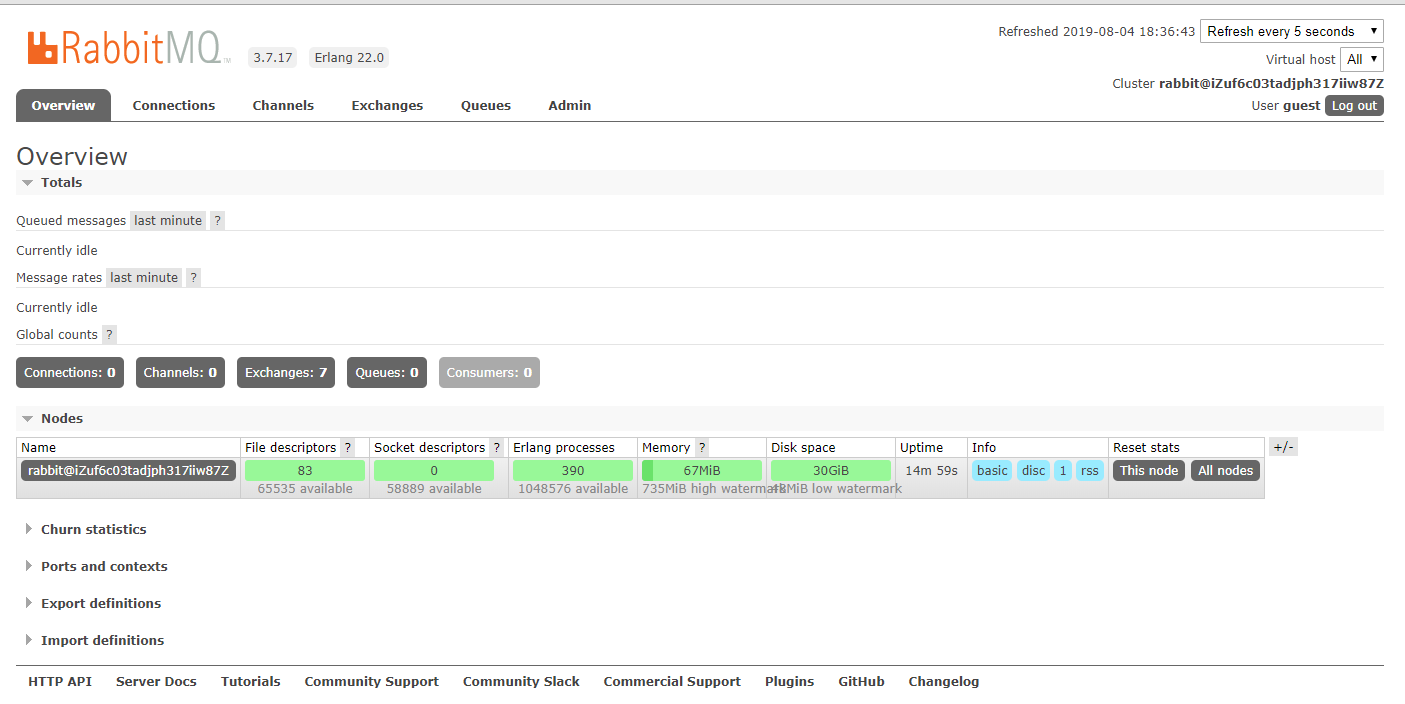 RabbitMQ TM 3.7.17 Erlang 22.0
Refreshed 2019-08-04 18:36:43 Refresh every 5 seconds
Virtual host All
Cluster rabbit@iZuf6c03tadjph317iiw87Z
User guest Log out
Overview Connections Channels Exchanges Queues Admin
Overview
Totals
Queued messages last minute ?
Currently idle
Message rates last minute ?
Currently idle
Global counts ?
Connections: 0 Channels: 0 Exchanges: 7 Queues: 0 Consumers: 0
Nodes
Name File descriptors ? Socket descriptors ? Erlang processes Memory ? Disk space Uptime Info Reset stats +/-
rabbit@iZuf6c03tadjph317iiw87Z 83 0 390 67MiB 30GiB 14m 59s basic disc 1 rss This node All nodes
65535 available 58889 available 1048576 available 735MiB high watermark 48MiB low watermark
Churn statistics
Ports and contexts
Export definitions
Import definitions
HTTP API Server Docs Tutorials Community Support Community Slack Commercial Support Plugins GitHub Changelog